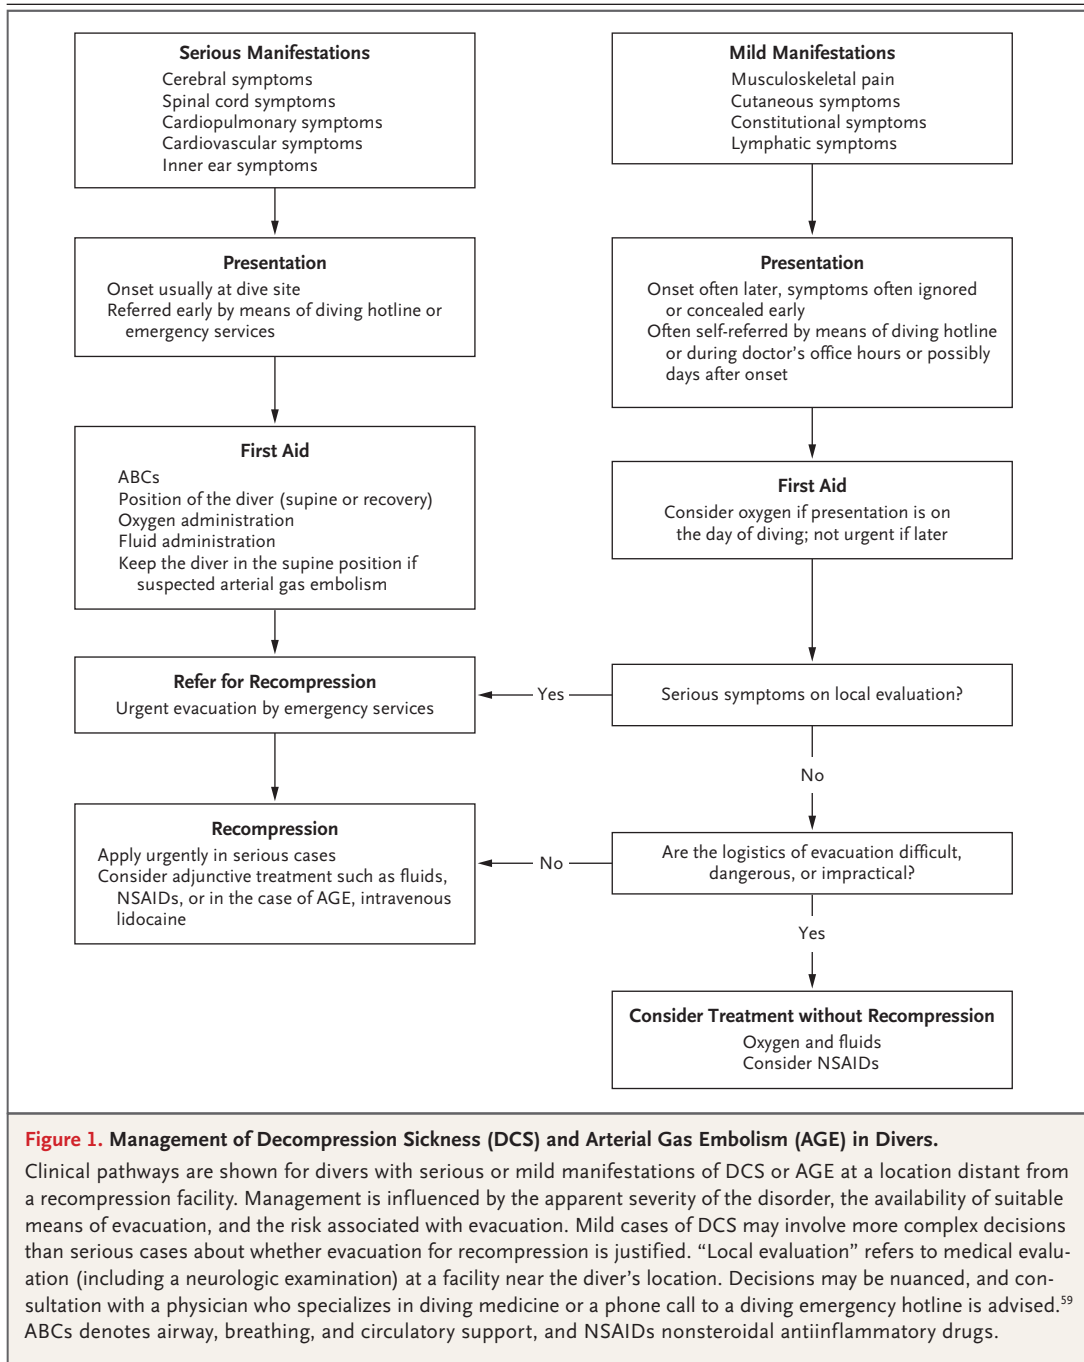 Serious Manifestations
Cerebral symptoms
Spinal cord symptoms
Cardiopulmonary symptoms
Cardiovascular symptoms
Inner ear symptoms
Presentation
Onset usually at dive site
Referred early by means of diving hotline or
emergency services
First Aid
ABCs
Position of the diver (supine or recovery)
Oxygen administration
Fluid administration
Keep the diver in the supine position if
suspected arterial gas embolism
Refer for Recompression
Urgent evacuation by emergency services
Recompression
Apply urgently in serious cases
Consider adjunctive treatment such as fluids,
NSAIDs, or in the case of AGE, intravenous
lidocaine
Mild Manifestations
Musculoskeletal pain
Cutaneous symptoms
Constitutional symptoms
Lymphatic symptoms
Presentation
Onset often later, symptoms often ignored
or concealed early
Often self-referred by means of diving hotline
or during doctor's office hours or possibly
days after onset
First Aid
Consider oxygen if presentation is on
the day of diving; not urgent if later
Serious symptoms on local evaluation?
Yes
No
Are the logistics of evacuation difficult,
dangerous, or impractical?
No
Yes
Consider Treatment without Recompression
Oxygen and fluids
Consider NSAIDs
Figure 1. Management of Decompression Sickness (DCS) and Arterial Gas Embolism (AGE) in Divers.
Clinical pathways are shown for divers with serious or mild manifestations of DCS or AGE at a location distant from
a recompression facility. Management is influenced by the apparent severity of the disorder, the availability of suitable
means of evacuation, and the risk associated with evacuation. Mild cases of DCS may involve more complex decisions
than serious cases about whether evacuation for recompression is justified. “Local evaluation” refers to medical evalu-
ation (including a neurologic examination) at a facility near the diver's location. Decisions may be nuanced, and con-
sultation with a physician who specializes in diving medicine or a phone call to a diving emergency hotline is advised.59
ABCs denotes airway, breathing, and circulatory support, and NSAIDs nonsteroidal antiinflammatory drugs.